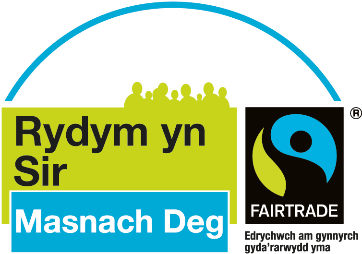 Rydym yn
Sir
Masnach Deg
®
FAIRTRADE
Edrychwch am gynnyrch
gyda'rarwydd yma